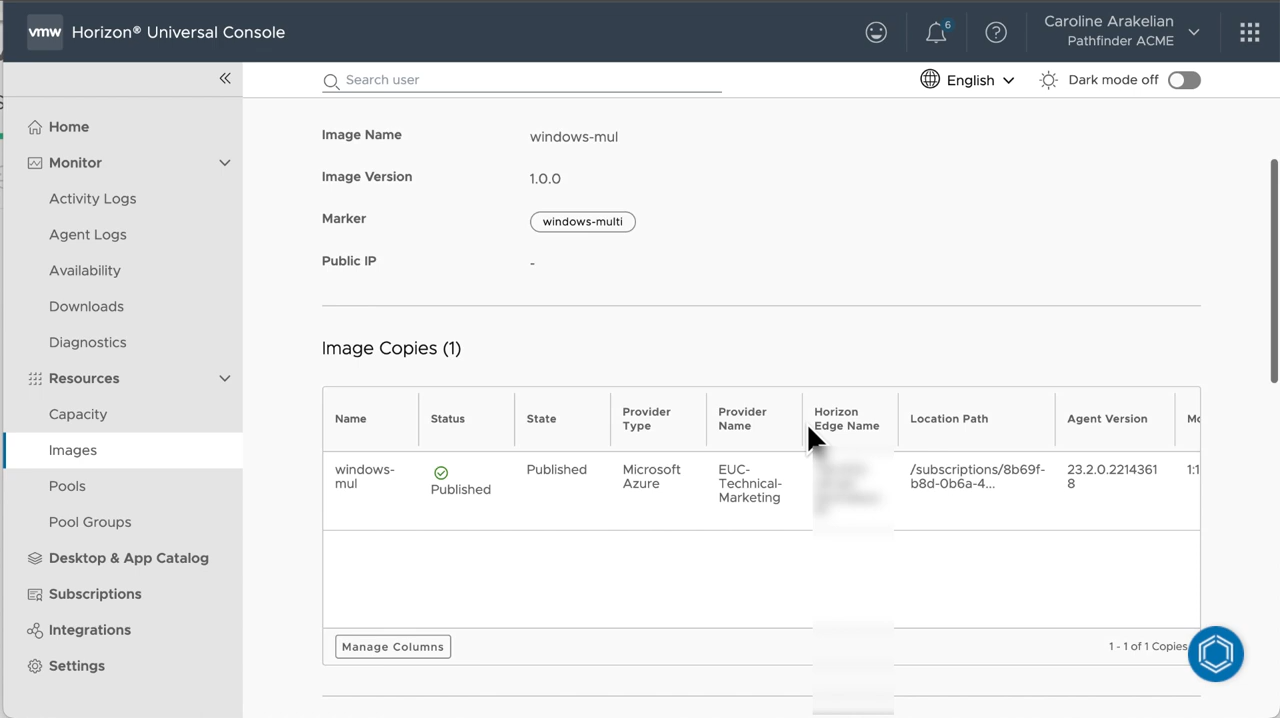 vmw Horizon® Universal Console
6
Caroline Arakelian
Pathfinder ACME
Search user
English
Dark mode off
Home
Monitor
Activity Logs
Agent Logs
Availability
Downloads
Diagnostics
Resources
Capacity
Images
Pools
Pool Groups
Desktop & App Catalog
Subscriptions
Integrations
Settings
Image Name windows-mul
Image Version 1.0.0
Marker windows-multi
Public IP -
Image Copies (1)
Name
Status
State
Provider
Type
Provider
Name
Horizon
Edge Name
Location Path
Agent Version
windows-
mul
Published
Published
Microsoft
Azure
EUC-
Technical-
Marketing
/subscriptions/8b69f-
b8d-0b6a-4...
23.2.0.2214361
8
Manage Columns
1 - 1 of 1 Copies